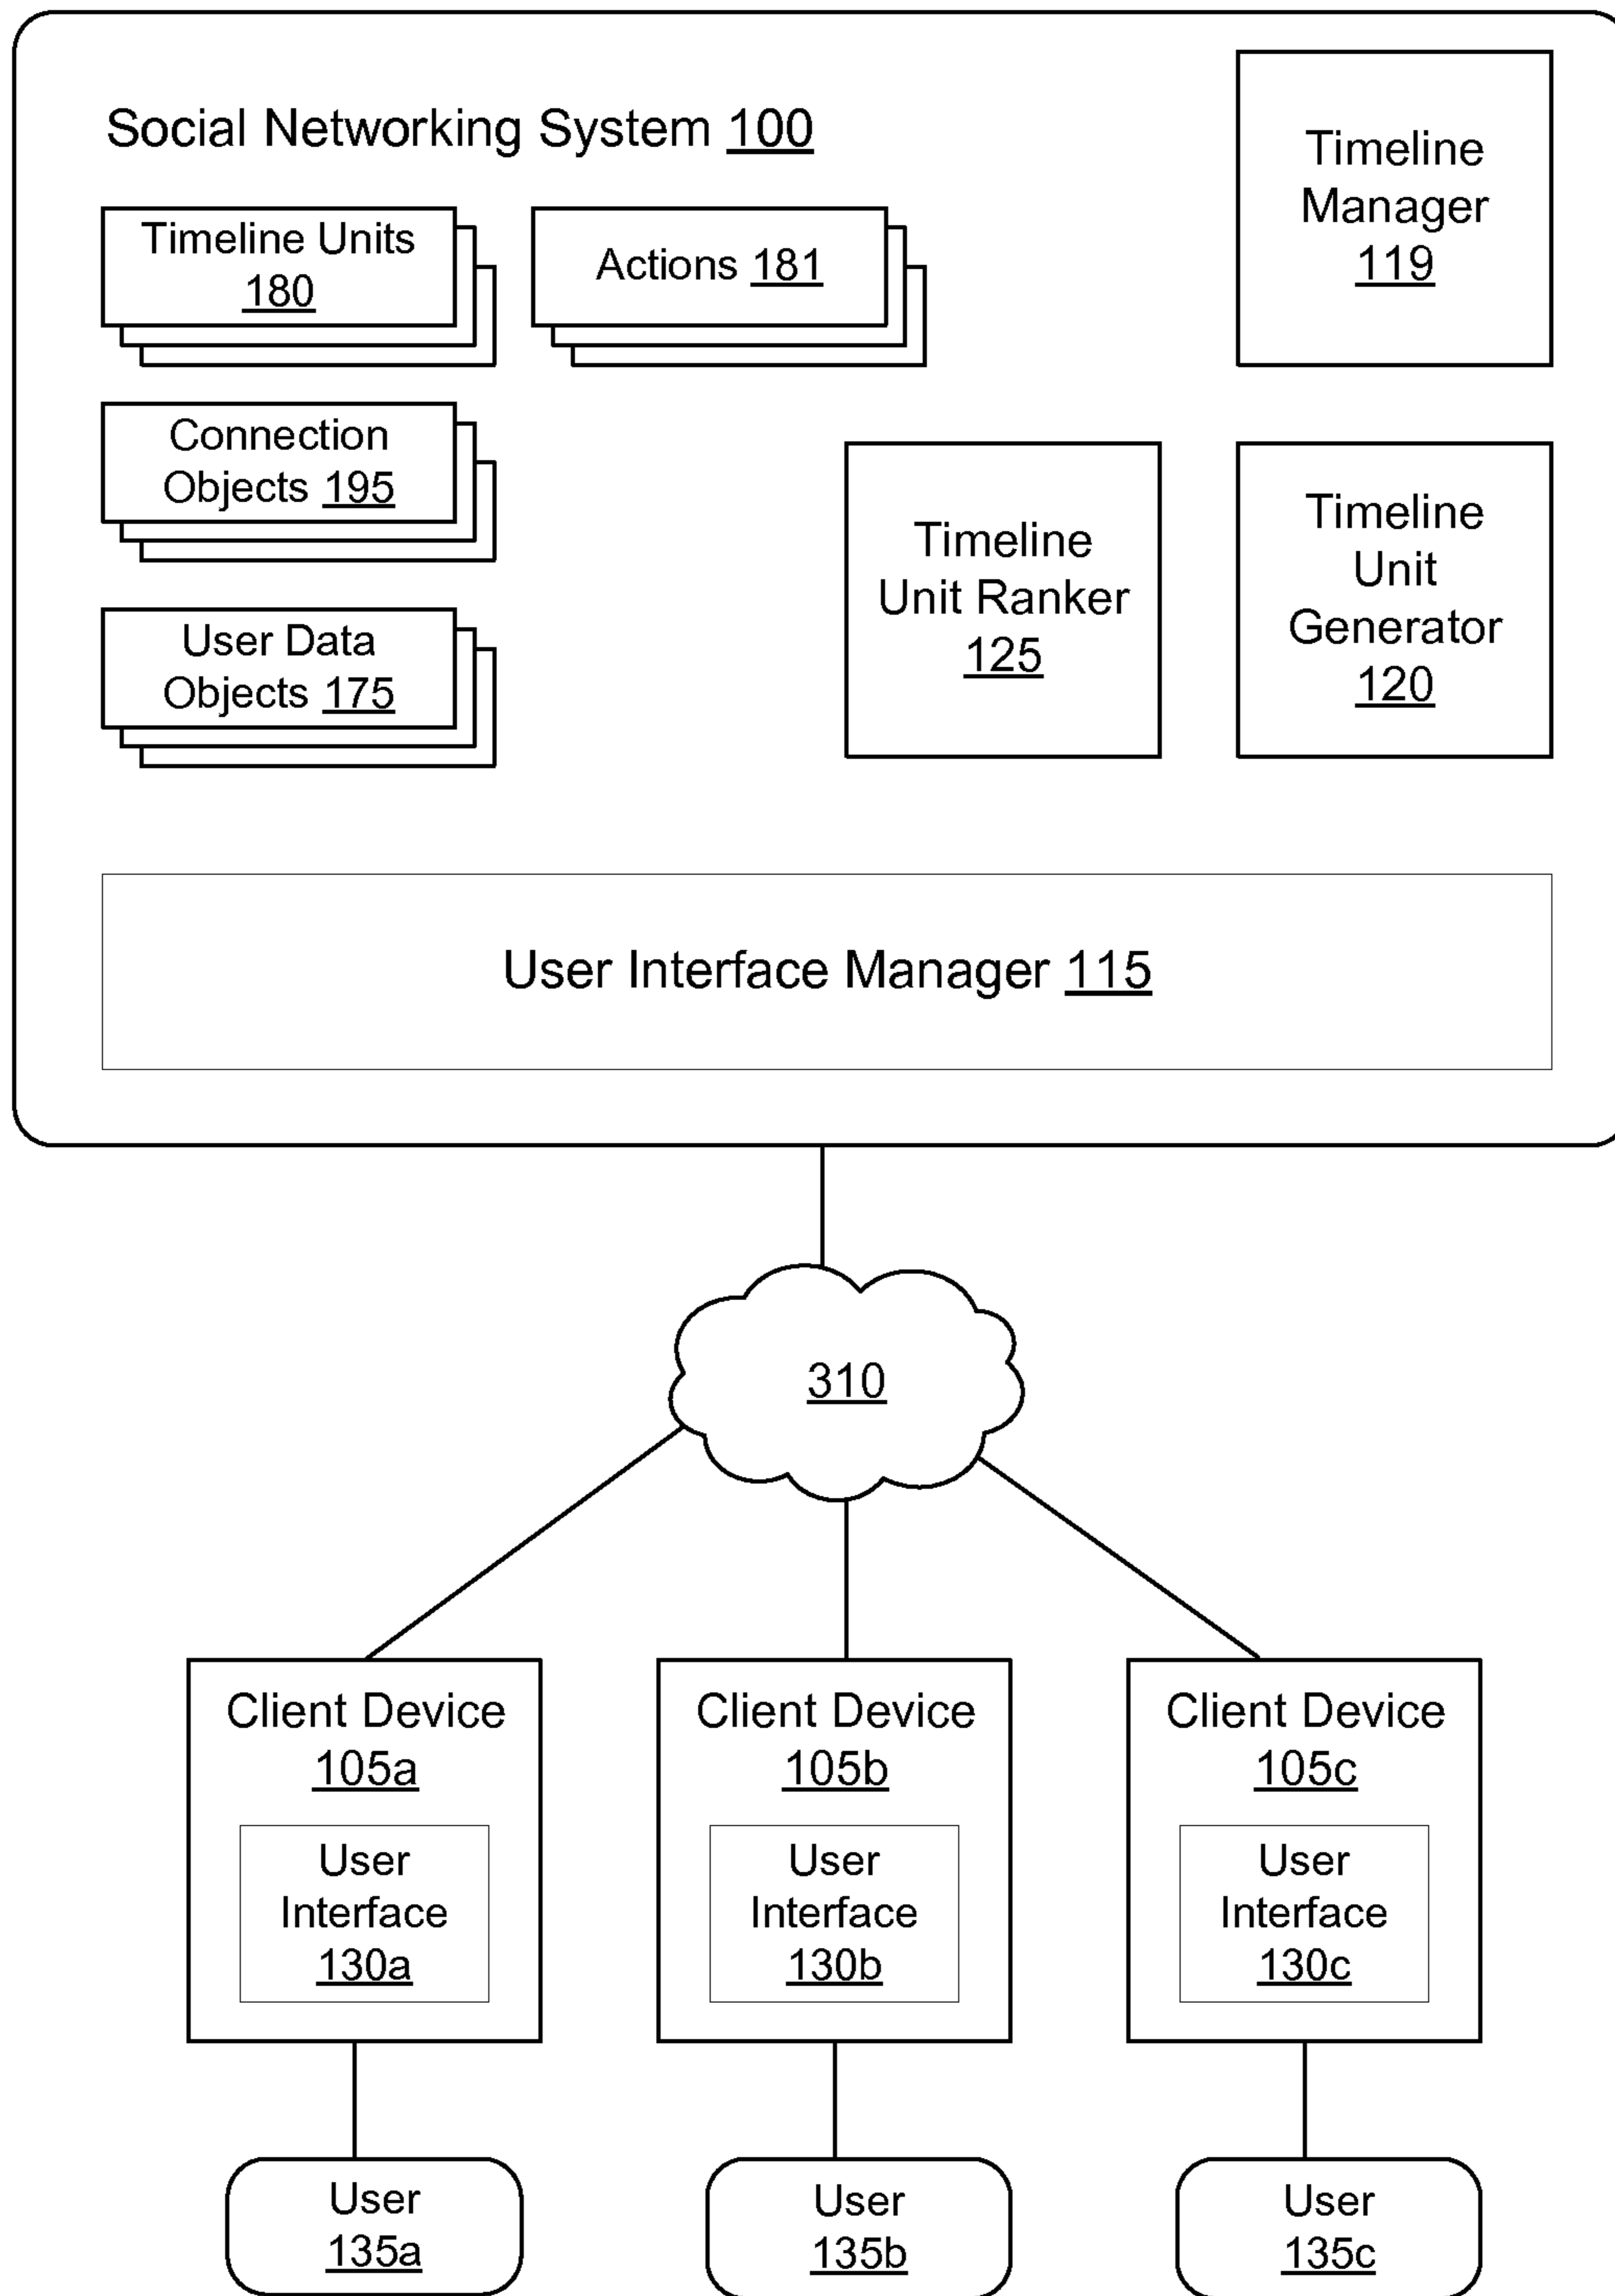 Social Networking System 100
Timeline
Manager
119
Timeline Units
180
Actions 181
Connection
Objects 195
Timeline
Unit Ranker
125
Timeline
Unit
Generator
120
User Data
Objects 175
User Interface Manager 115
310
Client Device
105a
User
Interface
130a
Client Device
105b
User
Interface
130b
Client Device
105c
User
Interface
130c
User
135a
User
135b
User
135c